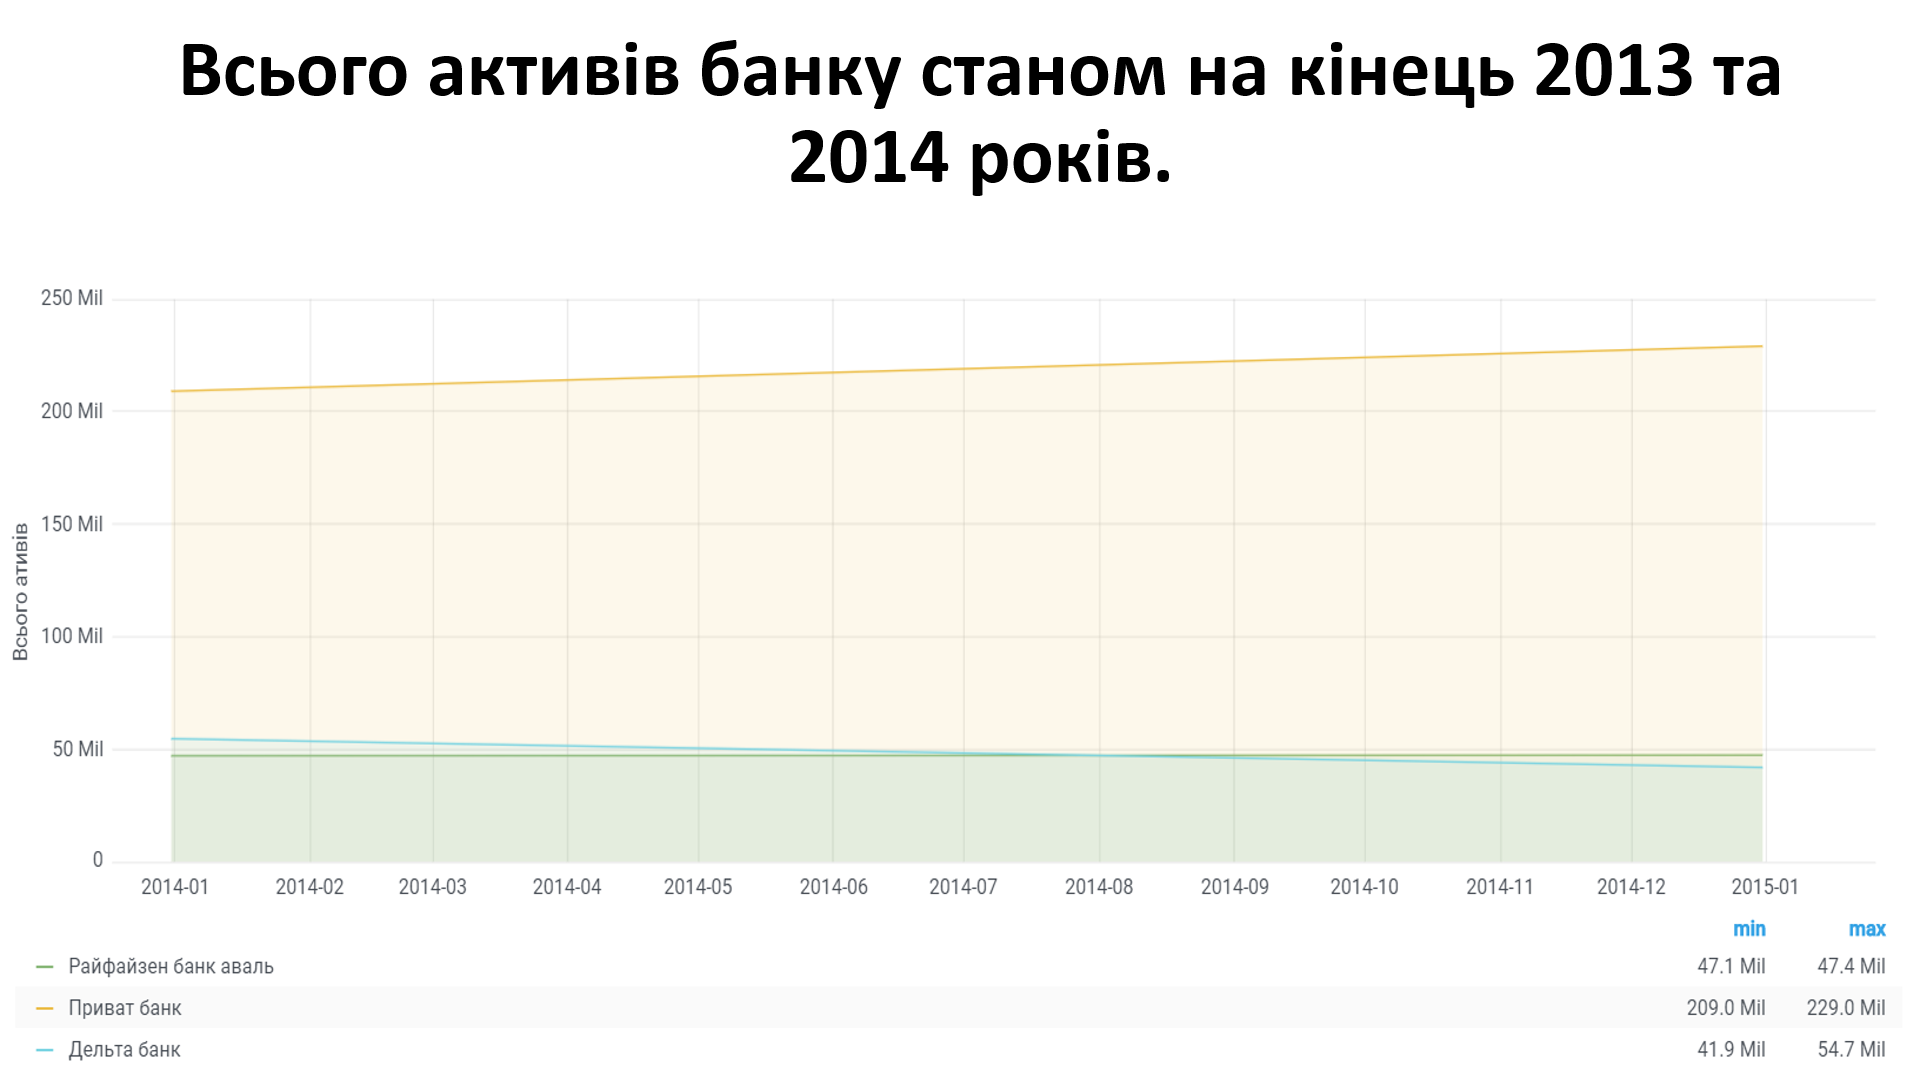 Всього активів банку станом на кінець 2013 та
2014 років.
250 Mil
200 Mil
150 Mil
100 Mil
50 Mil
0
Всього ативів
2014-01 2014-02 2014-03 2014-04 2014-05 2014-06 2014-07 2014-08 2014-09 2014-10 2014-11 2014-12 2015-01
min max
Райфайзен банк аваль 47.1 Mil 47.4 Mil
Приват банк 209.0 Mil 229.0 Mil
Дельта банк 41.9 Mil 54.7 Mil